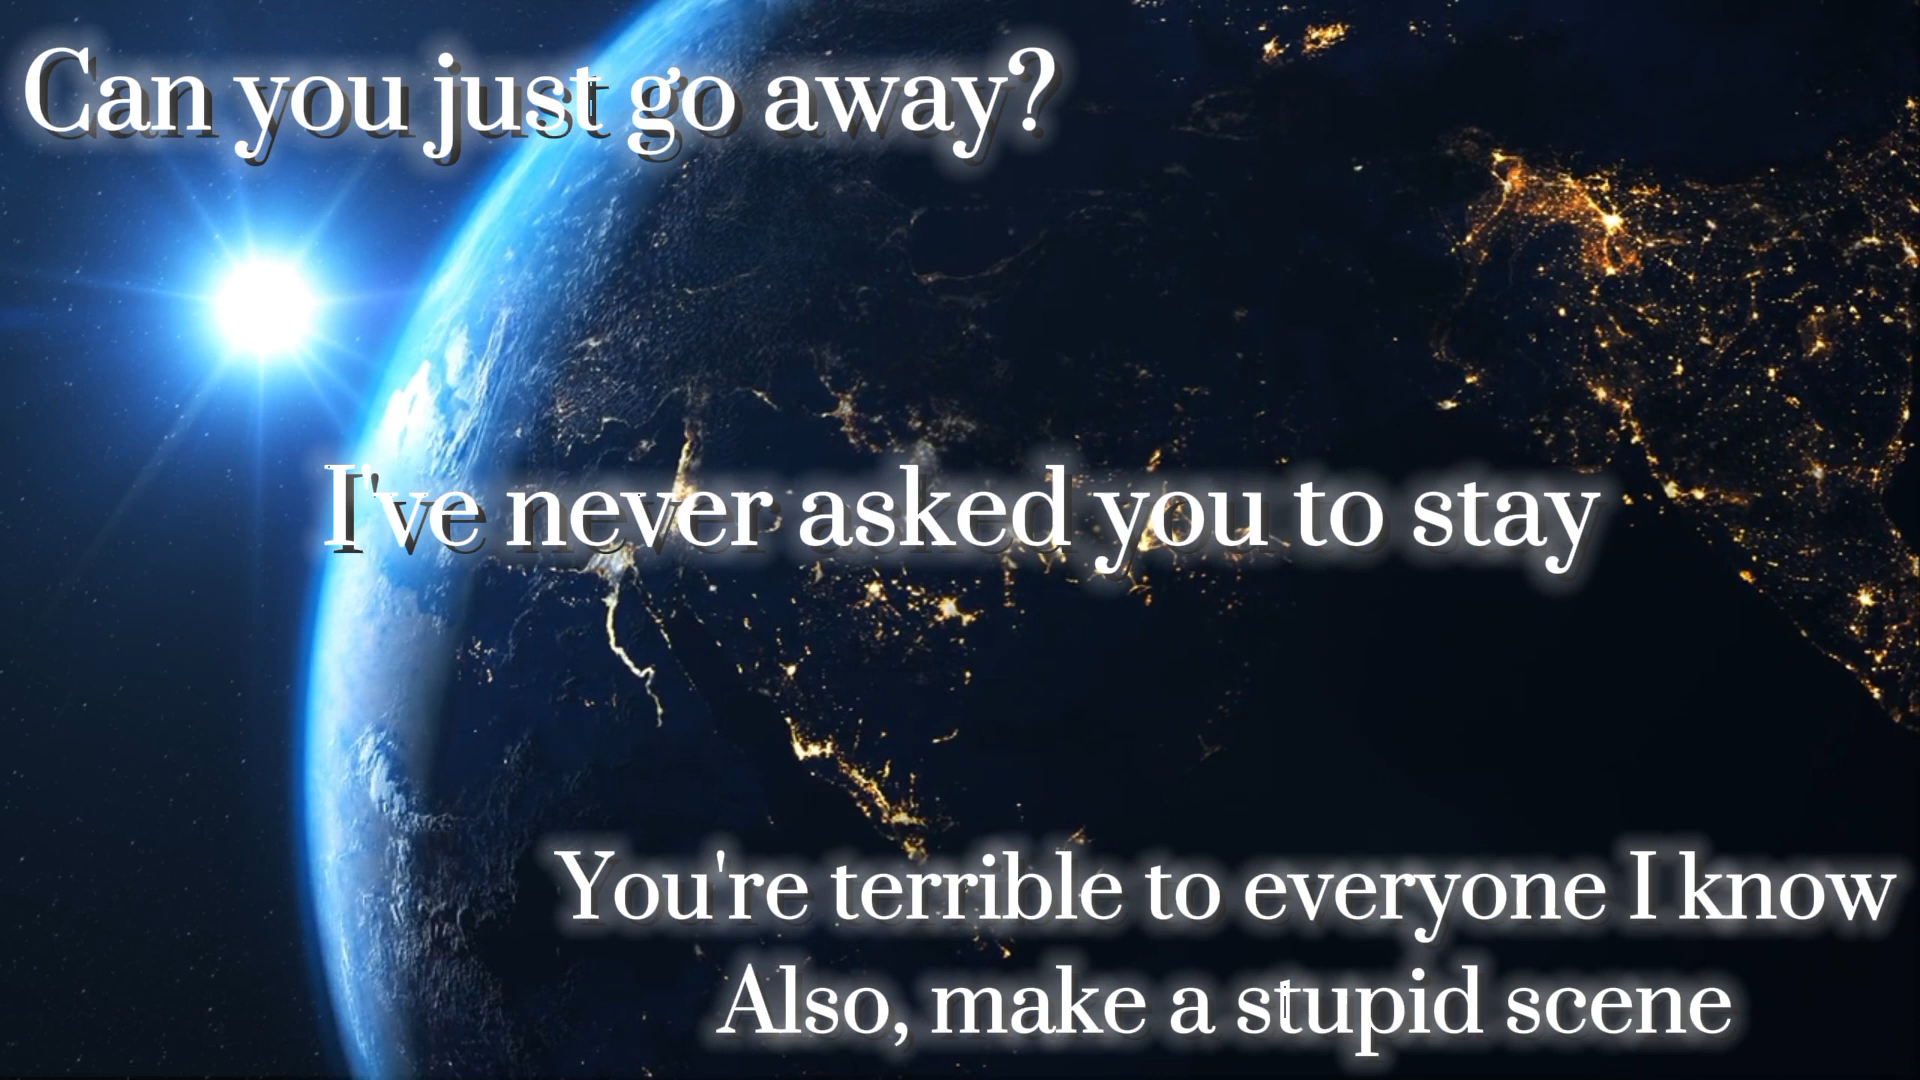 Can you just go away?
I've never asked you to stay
You're terrible to everyone I know
Also, make a stupid scene